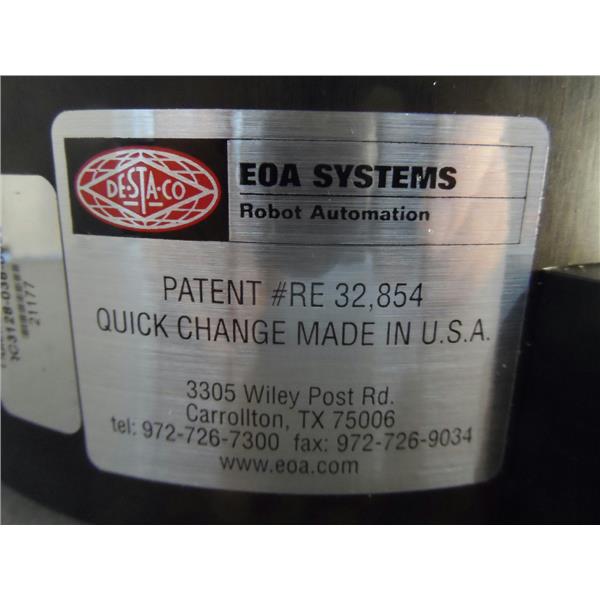 DE-STA-CO
EOA SYSTEMS
Robot Automation
PATENT #RE 32,854
QUICK CHANGE MADE IN U.S.A.
3305 Wiley Post Rd.
Carrollton, TX 75006
tel: 972-726-7300 fax: 972-726-9034
www.eoa.com
21177